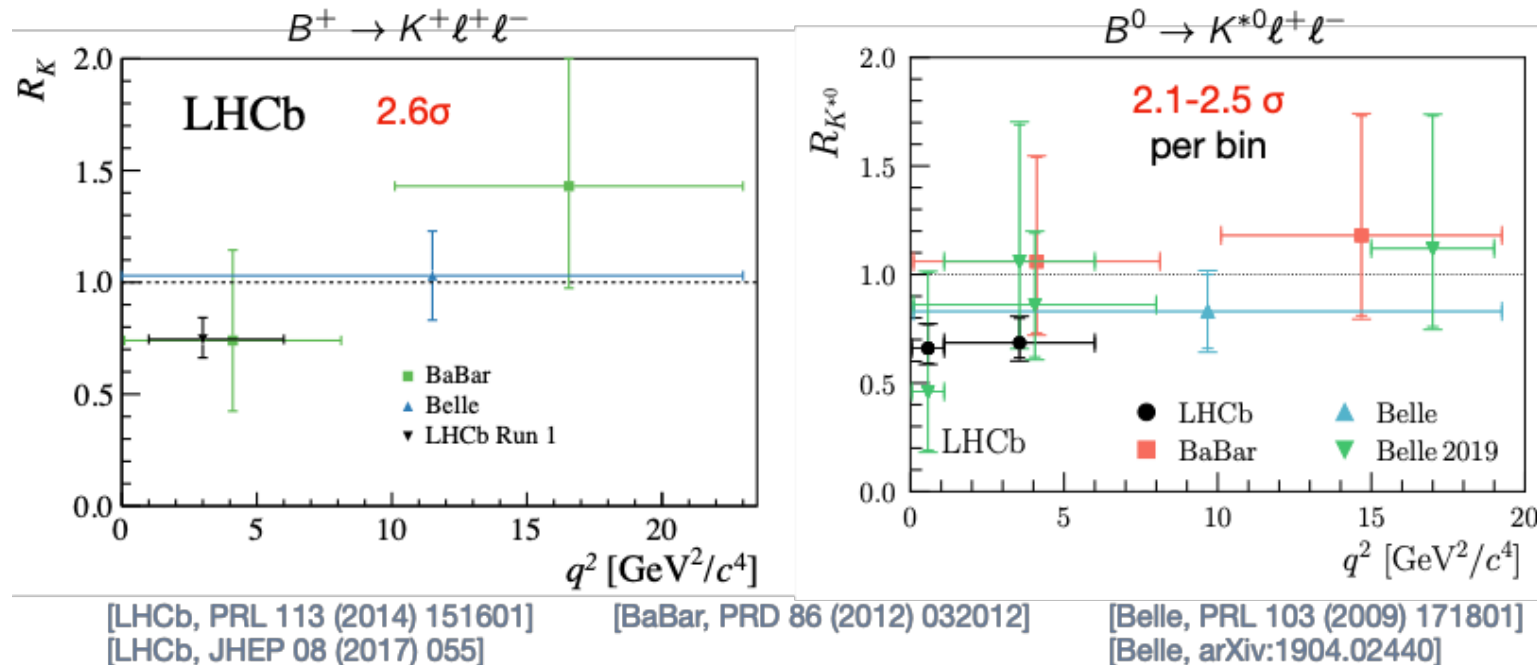 B⁺ → K⁺ℓ⁺ℓ⁻
R_K
2.0
1.5
1.0
0.5
0.0
LHCb
2.6σ
BaBar
Belle
LHCb Run 1
0 5 10 15 20
q² [GeV²/c⁴]
B⁰ → K*⁰ℓ⁺ℓ⁻
R_K*⁰
2.0
1.5
1.0
0.5
0.0
2.1-2.5 σ
per bin
LHCb
LHCb Belle
BaBar Belle 2019
0 5 10 15 20
q² [GeV²/c⁴]
[LHCb, PRL 113 (2014) 151601] [BaBar, PRD 86 (2012) 032012] [Belle, PRL 103 (2009) 171801]
[LHCb, JHEP 08 (2017) 055] [Belle, arXiv:1904.02440]